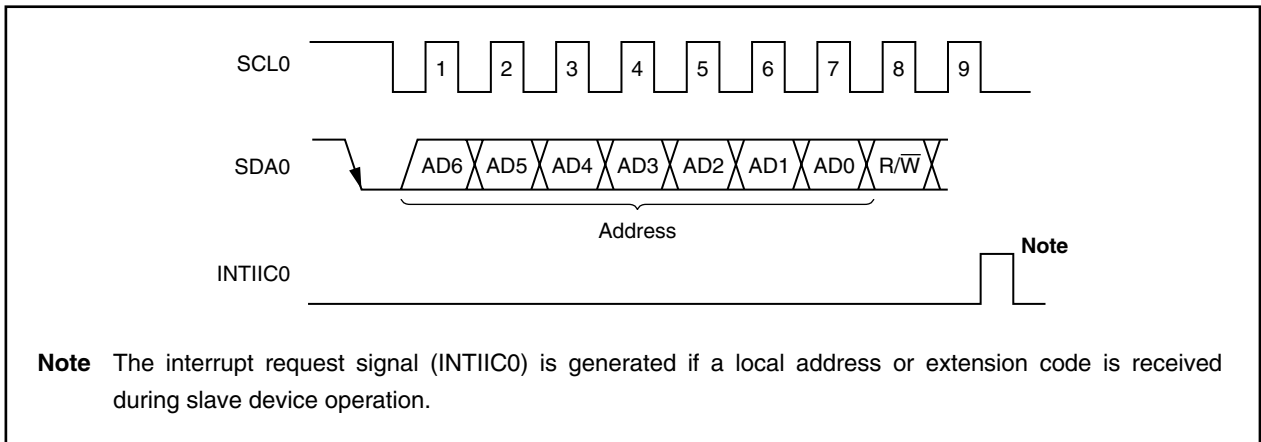 SCL0
1 2 3 4 5 6 7 8 9
SDA0
AD6 AD5 AD4 AD3 AD2 AD1 AD0 R/W̅
Address
INTIIC0
Note
Note The interrupt request signal (INTIIC0) is generated if a local address or extension code is received
during slave device operation.